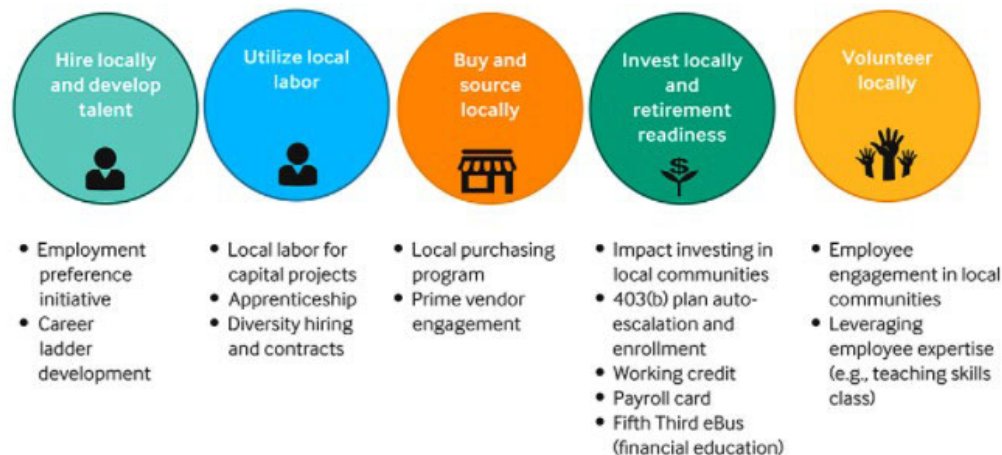 Hire locally
and develop
talent
Utilize local
labor
Buy and
source
locally
Invest locally
and
retirement
readiness
Volunteer
locally
• Employment
preference
initiative
• Career
ladder
development
• Local labor for
capital projects
• Apprenticeship
• Diversity hiring
and contracts
• Local purchasing
program
• Prime vendor
engagement
• Impact investing in
local communities
• 403(b) plan auto-
escalation and
enrollment
• Working credit
• Payroll card
• Fifth Third eBus
(financial education)
• Employee
engagement in local
communities
• Leveraging
employee expertise
(e.g., teaching skills
class)